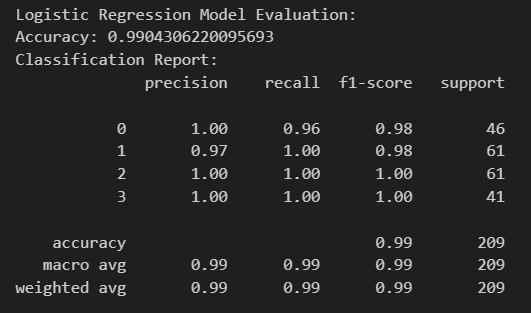 Logistic Regression Model Evaluation:
Accuracy: 0.9904306220095693
Classification Report:
precision recall f1-score support
0 1.00 0.96 0.98 46
1 0.97 1.00 0.98 61
2 1.00 1.00 1.00 61
3 1.00 1.00 1.00 41
accuracy 0.99 209
macro avg 0.99 0.99 0.99 209
weighted avg 0.99 0.99 0.99 209